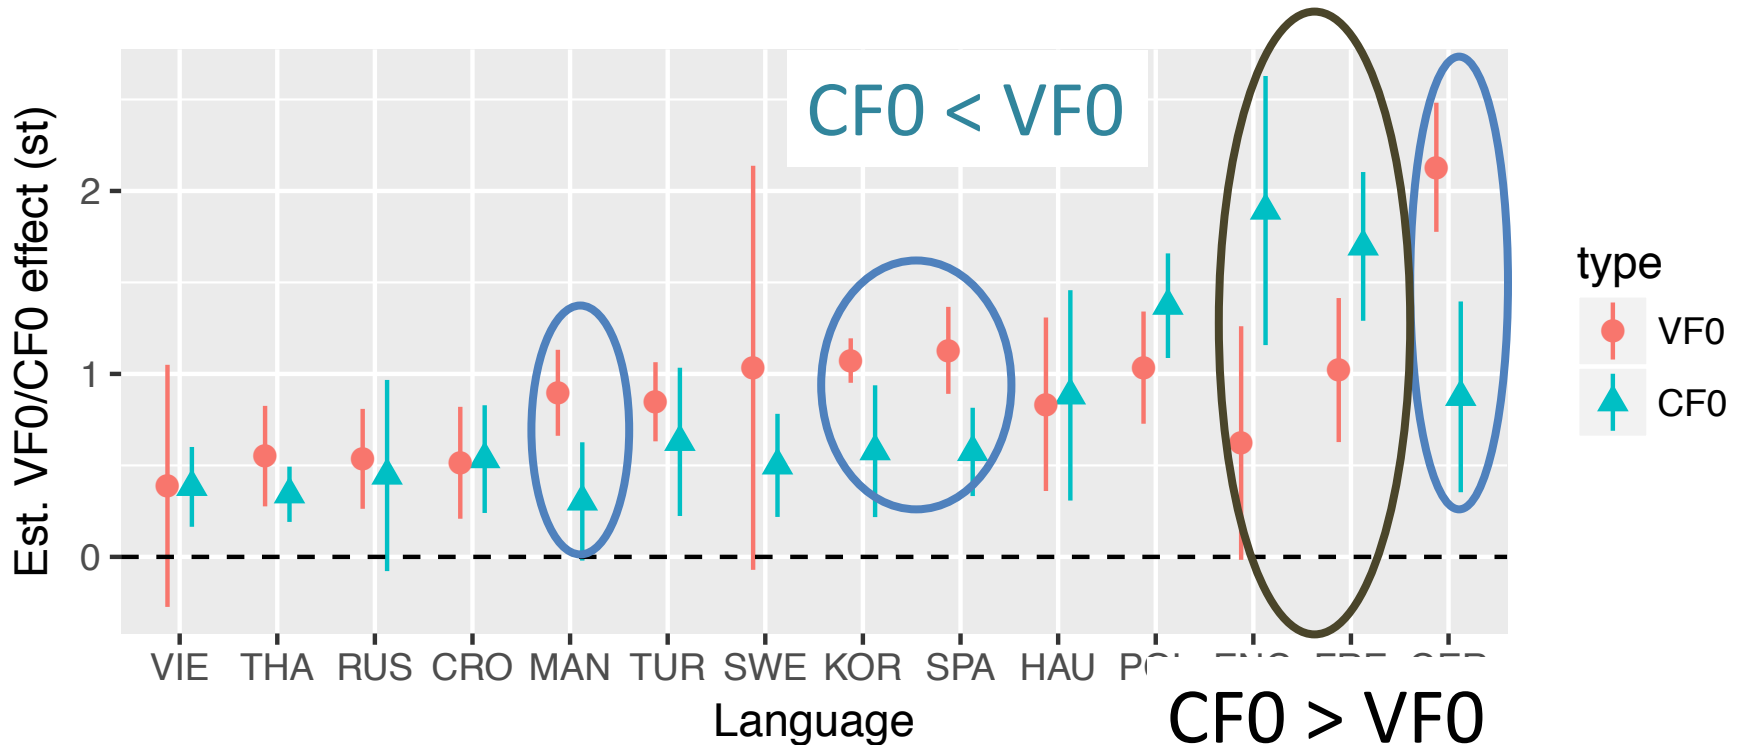 CF0 < VF0
Est. VF0/CF0 effect (st)
2
1
0
VIE THA RUS CRO MAN TUR SWE KOR SPA HAU
Language
CF0 > VF0
type
VF0
CF0